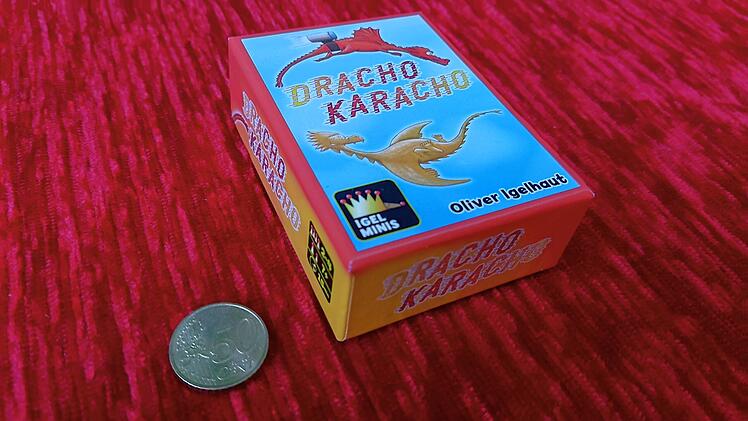 DRACHO
KARACHO
IGEL
MINIS
Oliver Igelhaut
DRACHO
KARACHO
DRACHO
KARACHO
50